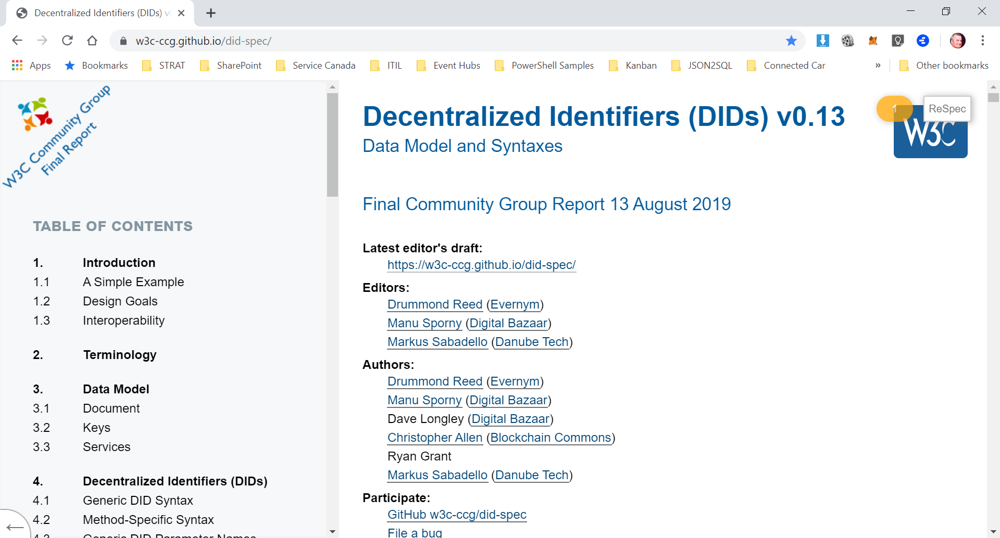 Decentralized Identifiers (DIDs) v
w3c-ccg.github.io/did-spec/
Apps Bookmarks STRAT SharePoint Service Canada ITIL Event Hubs PowerShell Samples Kanban JSON2SQL Connected Car » Other bookmarks
W3C Community Group
Final Report
TABLE OF CONTENTS
1. Introduction
1.1 A Simple Example
1.2 Design Goals
1.3 Interoperability
2. Terminology
3. Data Model
3.1 Document
3.2 Keys
3.3 Services
4. Decentralized Identifiers (DIDs)
4.1 Generic DID Syntax
4.2 Method-Specific Syntax
4.3 Generic DID Parameter Names
Decentralized Identifiers (DIDs) v0.13
Data Model and Syntaxes
1
ReSpec
W3C
Final Community Group Report 13 August 2019
Latest editor's draft:
https://w3c-ccg.github.io/did-spec/
Editors:
Drummond Reed (Evernym)
Manu Sporny (Digital Bazaar)
Markus Sabadello (Danube Tech)
Authors:
Drummond Reed (Evernym)
Manu Sporny (Digital Bazaar)
Dave Longley (Digital Bazaar)
Christopher Allen (Blockchain Commons)
Ryan Grant
Markus Sabadello (Danube Tech)
Participate:
GitHub w3c-ccg/did-spec
File a bug